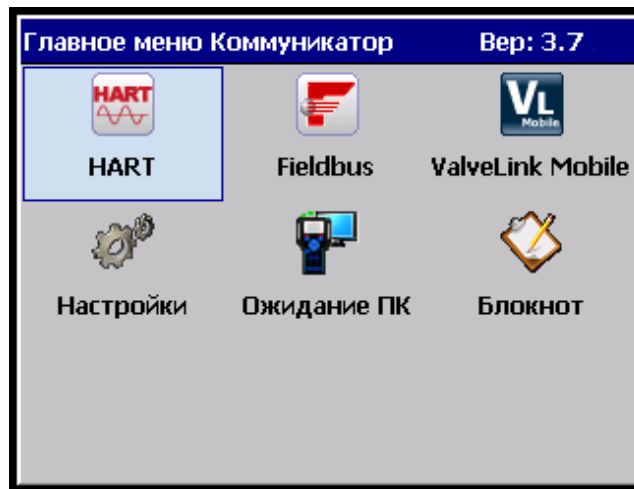 Главное меню Коммуникатор Вер: 3.7
HART
VL
Mobile
HART Fieldbus ValveLink Mobile
Настройки Ожидание ПК Блокнот